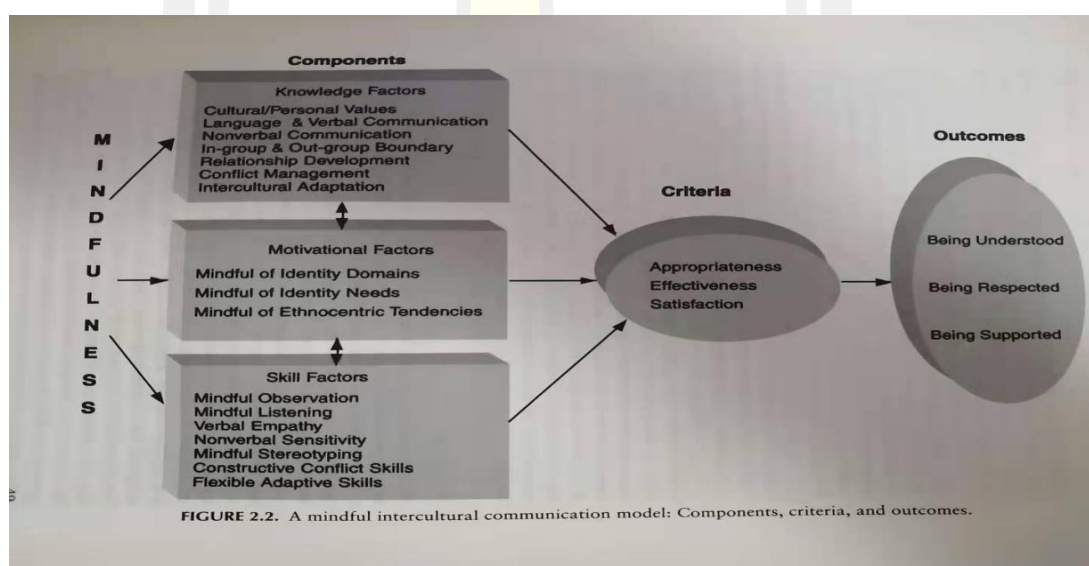 Components
Knowledge Factors
Cultural/Personal Values
Language & Verbal Communication
Nonverbal Communication
In-group & Out-group Boundary
Relationship Development
Conflict Management
Intercultural Adaptation
MINDFULNESS
Motivational Factors
Mindful of Identity Domains
Mindful of Identity Needs
Mindful of Ethnocentric Tendencies
Skill Factors
Mindful Observation
Mindful Listening
Verbal Empathy
Nonverbal Sensitivity
Mindful Stereotyping
Constructive Conflict Skills
Flexible Adaptive Skills
Criteria
Appropriateness
Effectiveness
Satisfaction
Outcomes
Being Understood
Being Respected
Being Supported
FIGURE 2.2. A mindful intercultural communication model: Components, criteria, and outcomes.